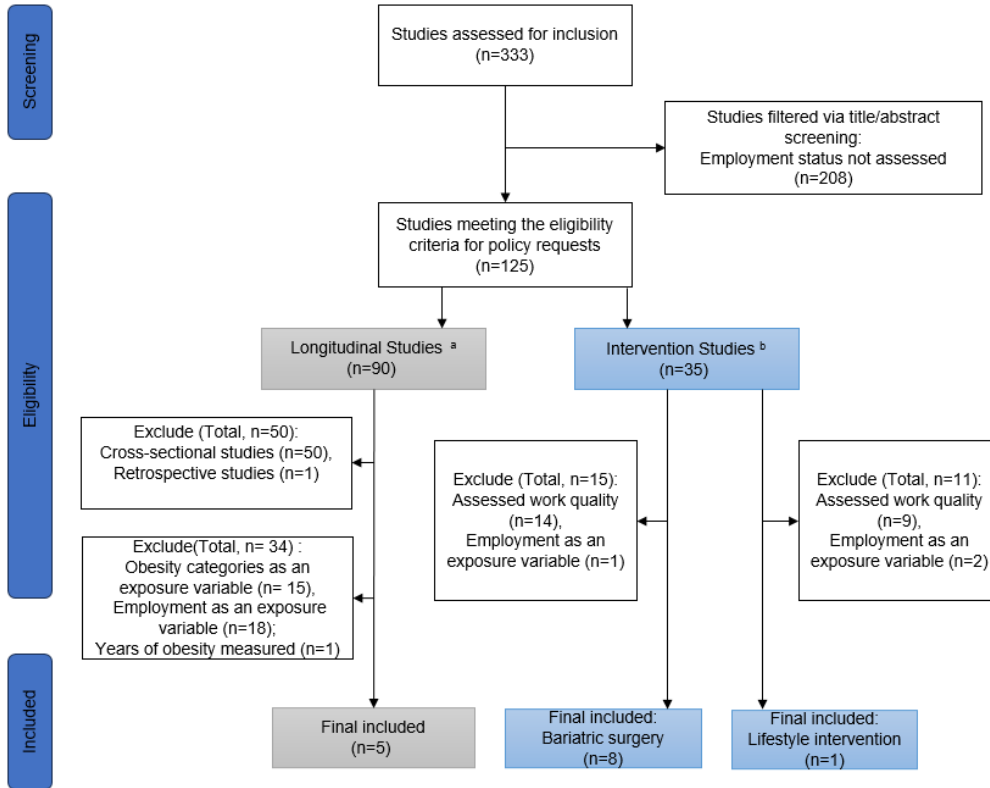 Screening
Studies assessed for inclusion
(n=333)
Studies filtered via title/abstract
screening:
Employment status not assessed
(n=208)
Eligibility
Studies meeting the eligibility
criteria for policy requests
(n=125)
Longitudinal Studies a
(n=90)
Intervention Studies b
(n=35)
Exclude (Total, n=50):
Cross-sectional studies (n=50),
Retrospective studies (n=1)
Exclude (Total, n=15):
Assessed work quality
(n=14),
Employment as an
exposure variable (n=1)
Exclude (Total, n=11):
Assessed work quality
(n=9),
Employment as an
exposure variable (n=2)
Exclude(Total, n= 34) :
Obesity categories as an
exposure variable (n= 15),
Employment as an exposure
variable (n=18);
Years of obesity measured (n=1)
Included
Final included
(n=5)
Final included:
Bariatric surgery
(n=8)
Final included:
Lifestyle intervention
(n=1)